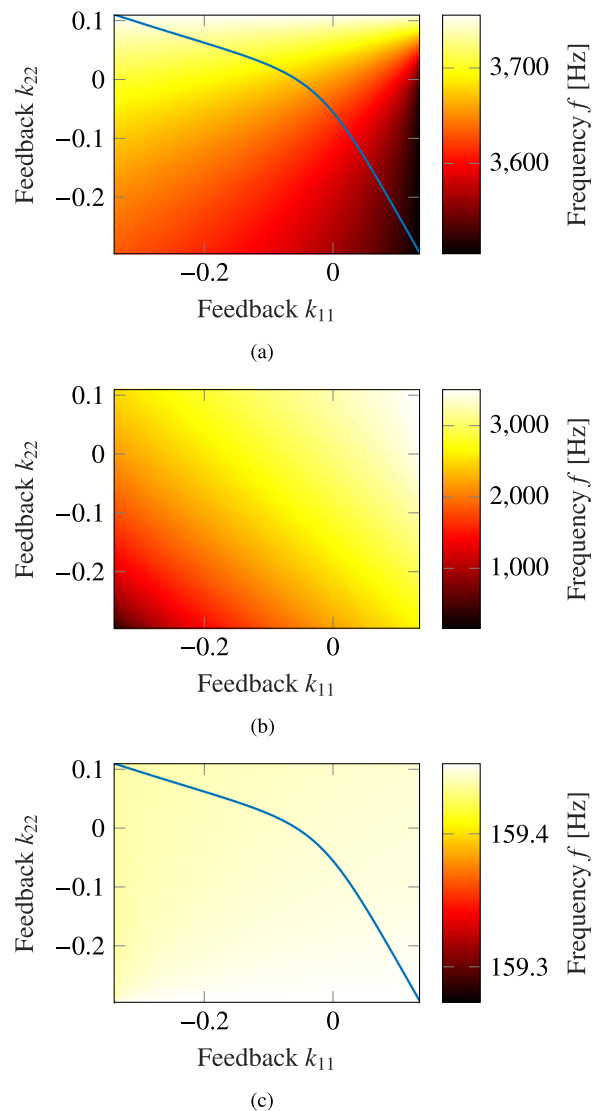 0.1
0
−0.1
−0.2
Feedback k22
−0.2
0
Feedback k11
3,700
3,600
Frequency f [Hz]
(a)
0.1
0
−0.1
−0.2
Feedback k22
−0.2
0
Feedback k11
3,000
2,000
1,000
Frequency f [Hz]
(b)
0.1
0
−0.1
−0.2
Feedback k22
−0.2
0
Feedback k11
159.4
159.3
Frequency f [Hz]
(c)